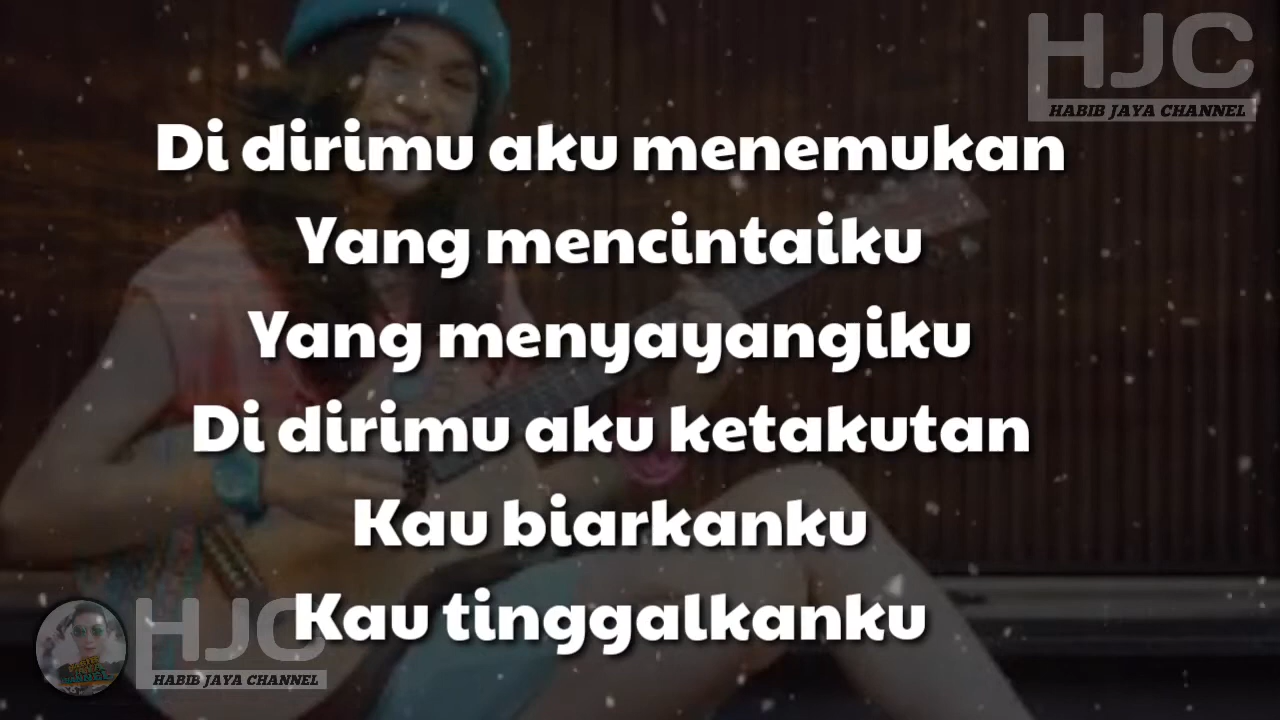 HJC
HABIB JAYA CHANNEL
Di dirimu aku menemukan
Yang mencintaiku
Yang menyayangiku
Di dirimu aku ketakutan
Kau biarkanku
Kau tinggalkanku
HJC
HABIB JAYA CHANNEL